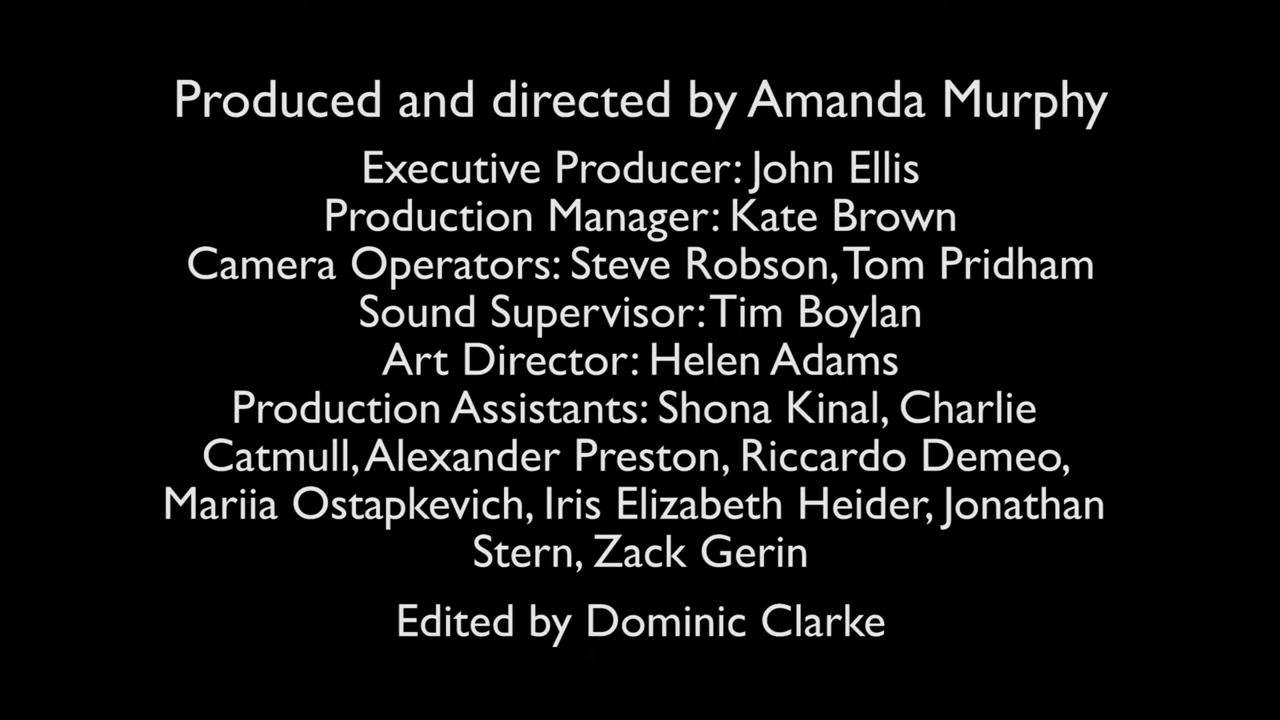 Produced and directed by Amanda Murphy
Executive Producer: John Ellis
Production Manager: Kate Brown
Camera Operators: Steve Robson, Tom Pridham
Sound Supervisor: Tim Boylan
Art Director: Helen Adams
Production Assistants: Shona Kinal, Charlie
Catmull, Alexander Preston, Riccardo Demeo,
Mariia Ostapkevich, Iris Elizabeth Heider, Jonathan
Stern, Zack Gerin
Edited by Dominic Clarke